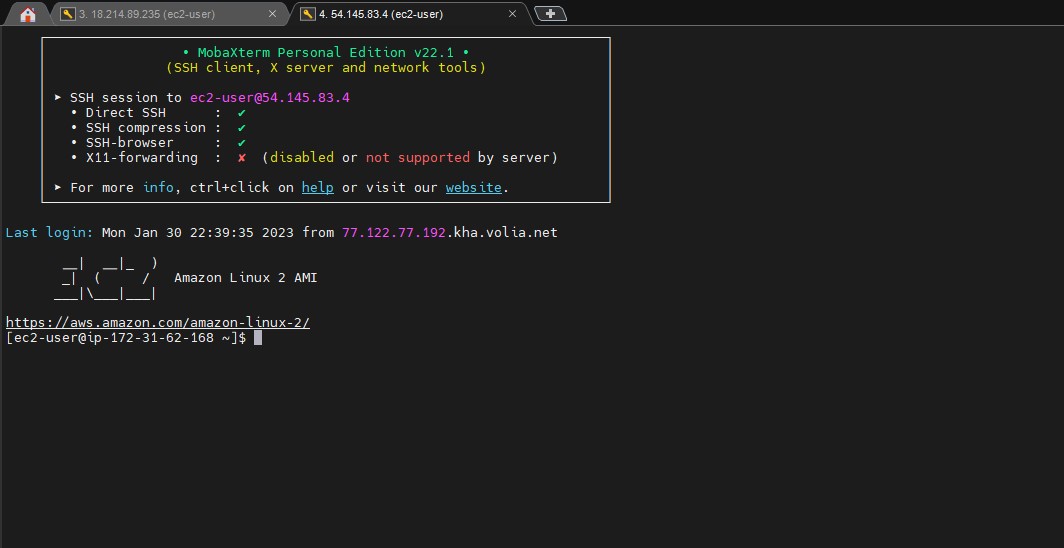 3. 18.214.89.235 (ec2-user)
4. 54.145.83.4 (ec2-user)
• MobaXterm Personal Edition v22.1 •
(SSH client, X server and network tools)
➤ SSH session to ec2-user@54.145.83.4
• Direct SSH      :  ✔
• SSH compression :  ✔
• SSH-browser     :  ✔
• X11-forwarding  :  ✘  (disabled or not supported by server)
➤ For more info, ctrl+click on help or visit our website.
Last login: Mon Jan 30 22:39:35 2023 from 77.122.77.192.kha.volia.net
       __|  __|_  )
       _|  (     /   Amazon Linux 2 AMI
      ___|\___|___|
https://aws.amazon.com/amazon-linux-2/
[ec2-user@ip-172-31-62-168 ~]$